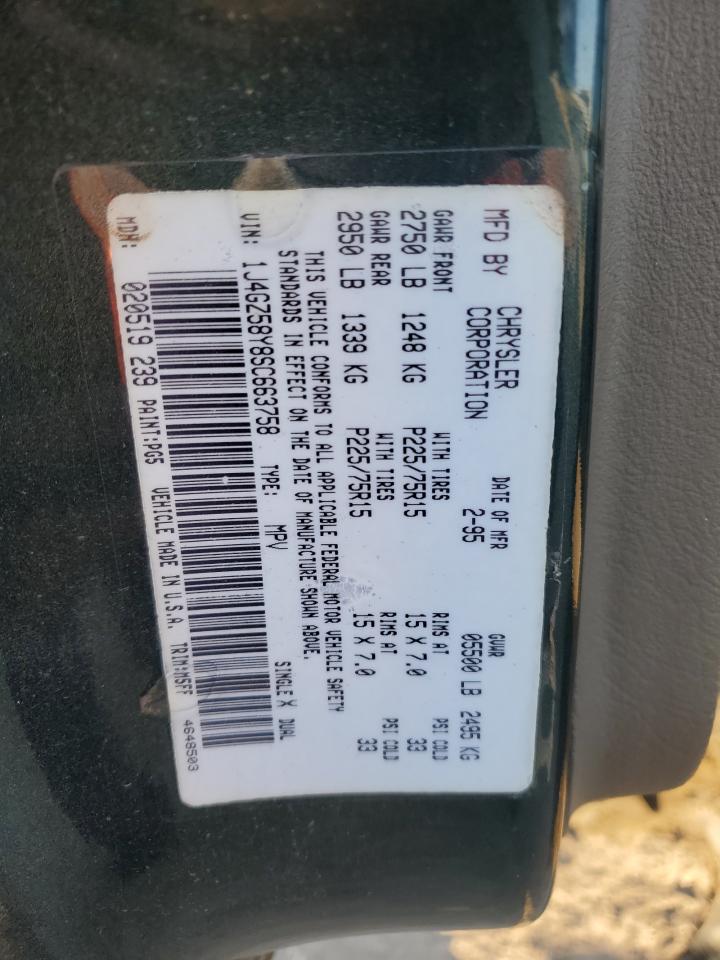 MFD BY CHRYSLER CORPORATION DATE OF MFR 2-95 GVWR 05500 LB 2495 KG
GAWR FRONT WITH TIRES RIMS AT PSI COLD
2750 LB 1248 KG P225/75R15 15 X 7.0 33
GAWR REAR WITH TIRES RIMS AT PSI COLD
2950 LB 1339 KG P225/75R15 15 X 7.0 33
THIS VEHICLE CONFORMS TO ALL APPLICABLE FEDERAL MOTOR VEHICLE SAFETY
STANDARDS IN EFFECT ON THE DATE OF MANUFACTURE SHOWN ABOVE.
VIN: 1J4GZ58Y8SC663758 TYPE: MPV SINGLE X DUAL
MDH: 020519 239 PAINT:PG5 VEHICLE MADE IN U.S.A. TRIM:MSFF 4648503